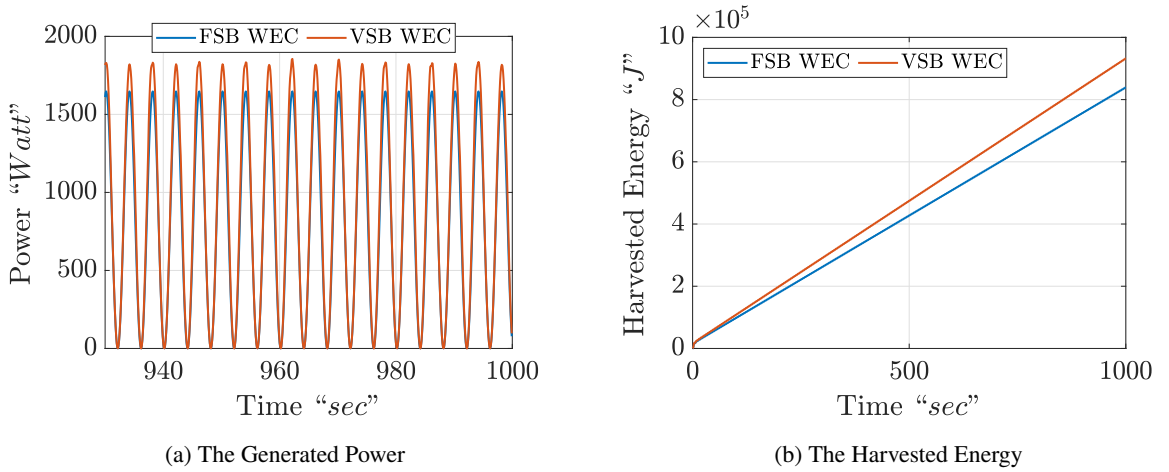 FSB WEC VSB WEC
2000
1500
1000
500
0
Power “Watt”
940 960 980 1000
Time “sec”
(a) The Generated Power
×10⁵
FSB WEC VSB WEC
10
8
6
4
2
0
Harvested Energy “J”
0 500 1000
Time “sec”
(b) The Harvested Energy